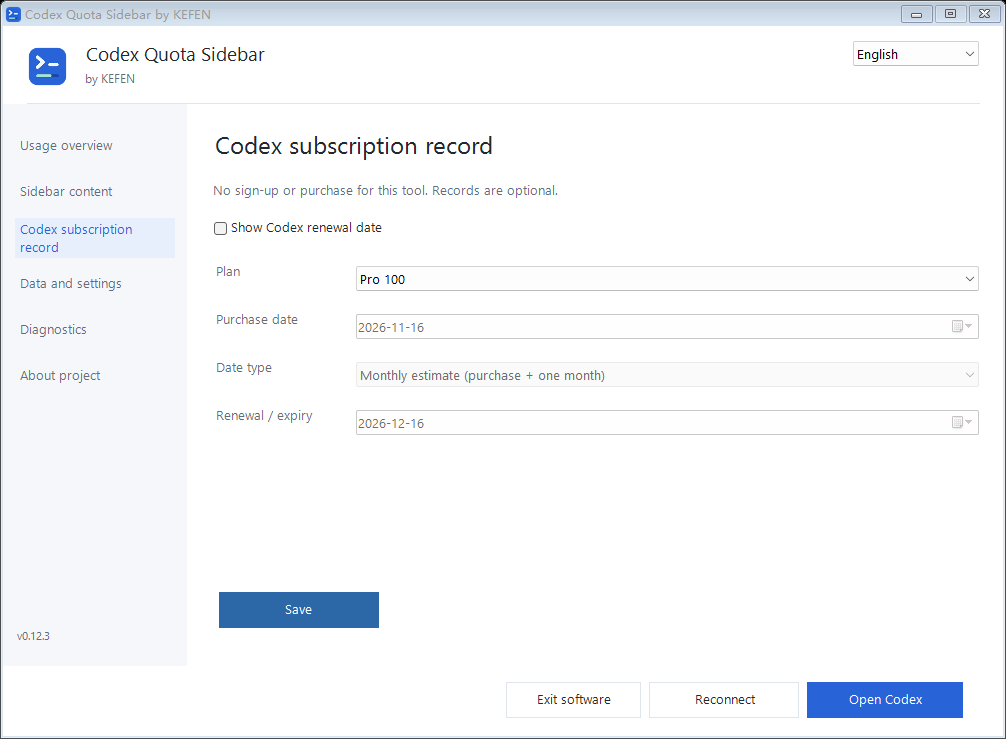 Codex Quota Sidebar by KEFEN
Codex Quota Sidebar
by KEFEN
English
Usage overview
Sidebar content
Codex subscription
record
Data and settings
Diagnostics
About project
v0.12.3
Codex subscription record
No sign-up or purchase for this tool. Records are optional.
Show Codex renewal date
Plan
Pro 100
Purchase date
2026-11-16
Date type
Monthly estimate (purchase + one month)
Renewal / expiry
2026-12-16
Save
Exit software
Reconnect
Open Codex